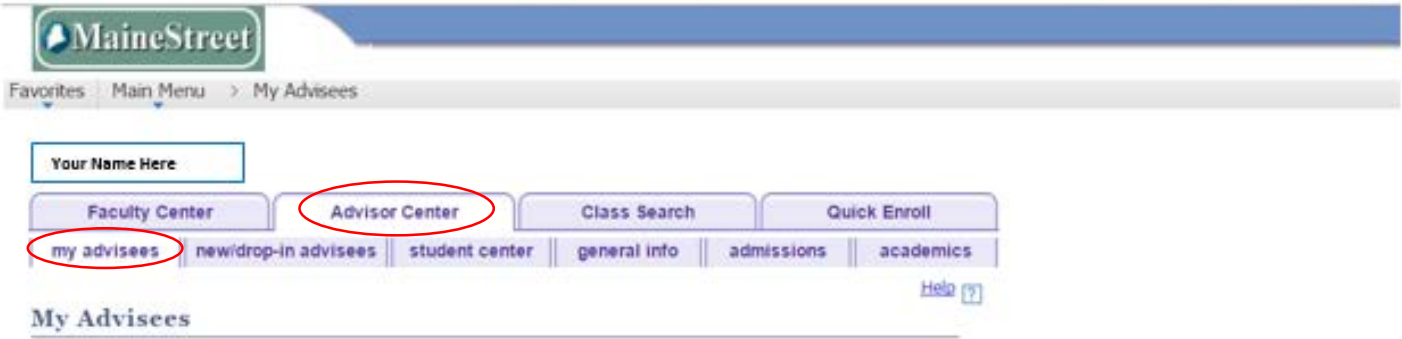 MaineStreet
Favorites Main Menu > My Advisees
Your Name Here
Faculty Center Advisor Center Class Search Quick Enroll
my advisees new/drop-in advisees student center general info admissions academics
Help [?]
My Advisees